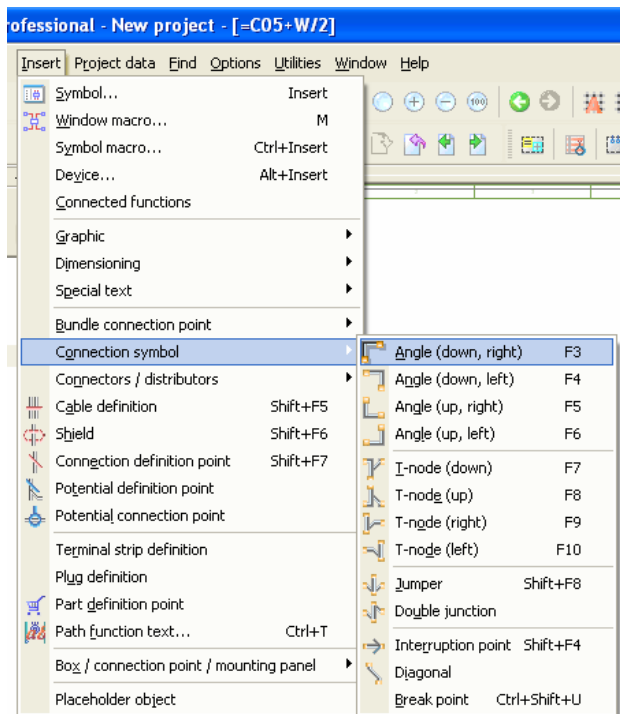 rofessional - New project - [=C05+W/2]
Insert Project data Find Options Utilities Window Help
100
Symbol... Insert
Window macro... M
Symbol macro... Ctrl+Insert
Device... Alt+Insert
Connected functions
Graphic
Dimensioning
Special text
Bundle connection point
Connection symbol
Connectors / distributors
Cable definition Shift+F5
Shield Shift+F6
Connection definition point Shift+F7
Potential definition point
Potential connection point
Terminal strip definition
Plug definition
Part definition point
Path function text... Ctrl+T
Box / connection point / mounting panel
Placeholder object
Angle (down, right) F3
Angle (down, left) F4
Angle (up, right) F5
Angle (up, left) F6
T-node (down) F7
T-node (up) F8
T-node (right) F9
T-node (left) F10
Jumper Shift+F8
Double junction
Interruption point Shift+F4
Diagonal
Break point Ctrl+Shift+U